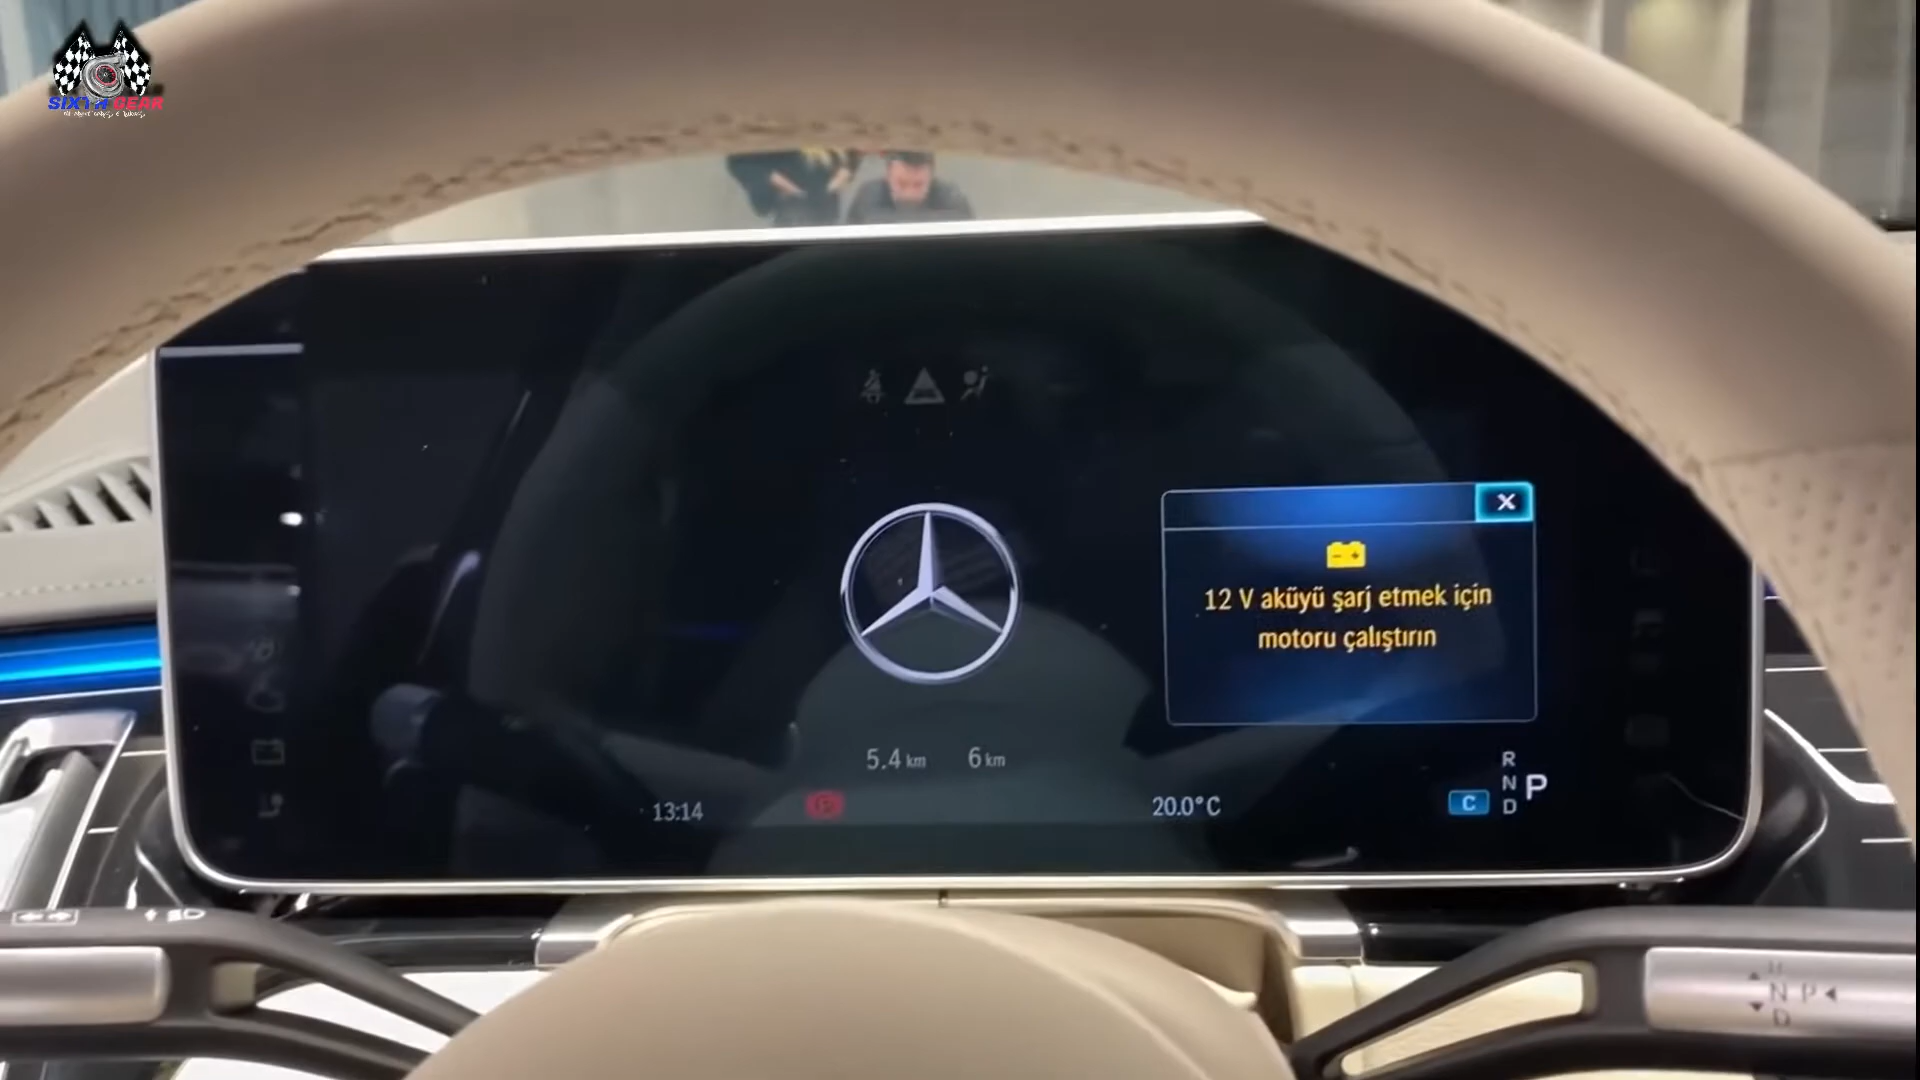 SIXTH GEAR
12 V aküyü şarj etmek için
motoru çalıştırın
5.4 km 6 km
R
N P
D
13:14
20.0°C
C
N P
D